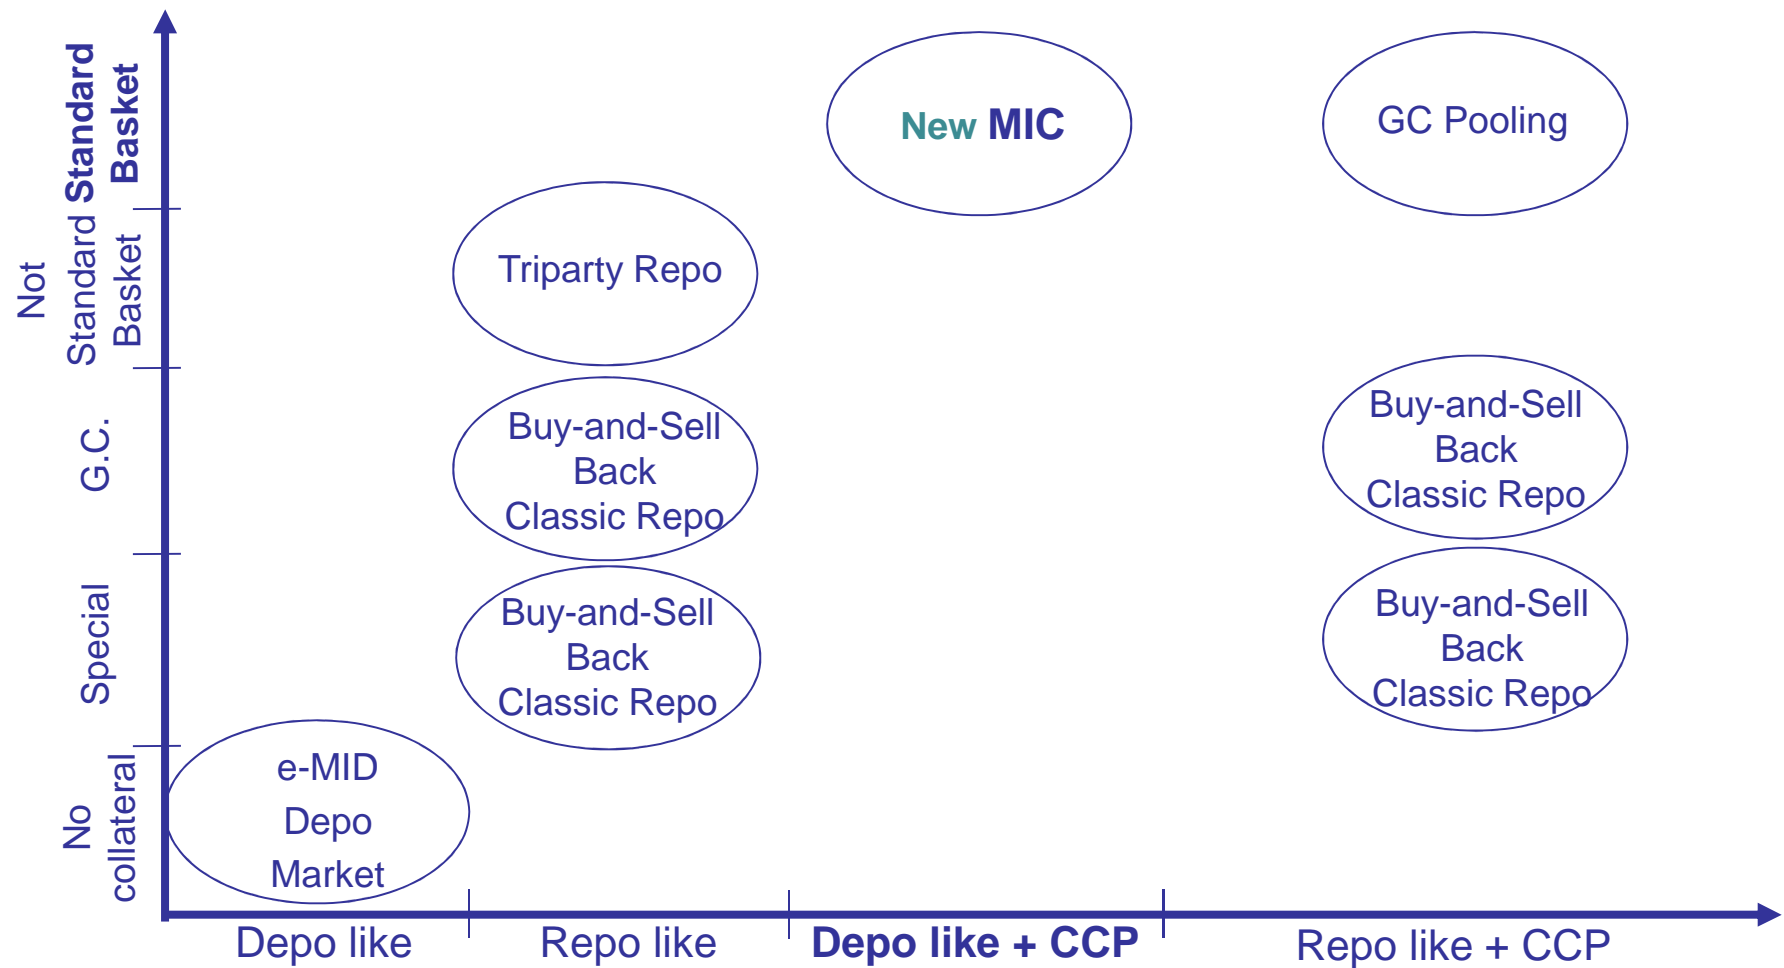 Standard
Basket
New MIC
GC Pooling
Not
Standard
Basket
Triparty Repo
G.C.
Buy-and-Sell
Back
Classic Repo
Buy-and-Sell
Back
Classic Repo
Special
Buy-and-Sell
Back
Classic Repo
Buy-and-Sell
Back
Classic Repo
No
collateral
e-MID
Depo
Market
Depo like
Repo like
Depo like + CCP
Repo like + CCP